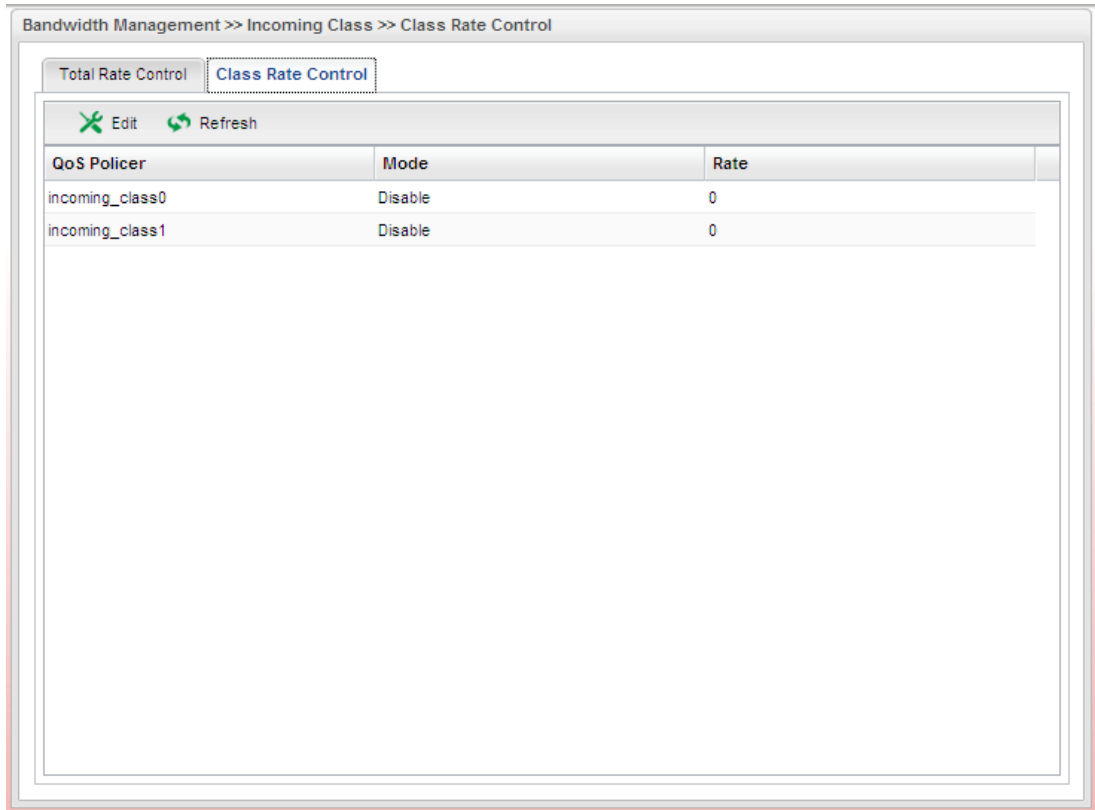 Bandwidth Management >> Incoming Class >> Class Rate Control
Total Rate Control Class Rate Control
Edit Refresh
QoS Policer Mode Rate
incoming_class0 Disable 0
incoming_class1 Disable 0